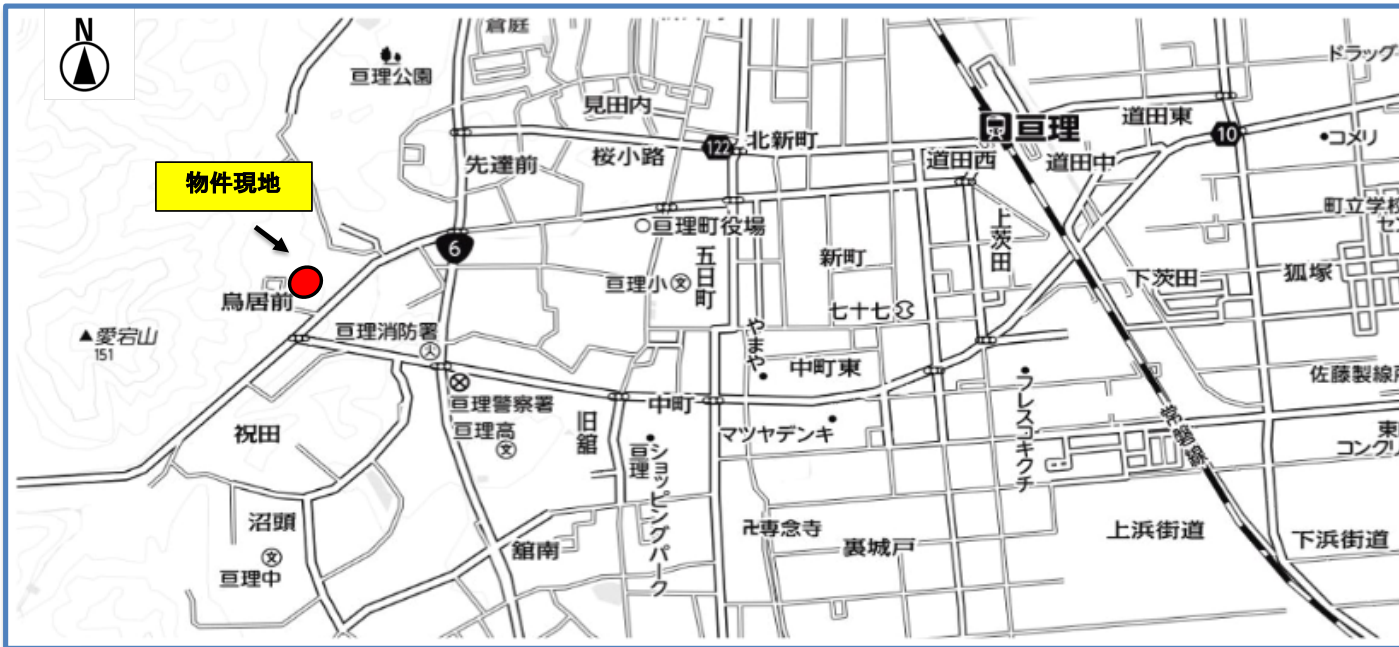 N
倉庭
亘理公園
ドラッグ
見田内
亘理
道田東
10
コメリ
122
北新町
先達前
桜小路
道田西
道田中
物件現地
町立学校
セン
亘理町役場
上茨田
6
五日町
新町
下茨田
狐塚
亘理小
文
鳥居前
七十七
愛宕山
151
亘理消防署
やまや
中町東
佐藤製線所
フレスコキクチ
亘理警察署
中町
常磐線
祝田
亘理高
文
旧舘
マツヤデンキ
東
コンクリ
亘理
ショッピングパーク
沼頭
卍専念寺
上浜街道
下浜街道
文
亘理中
舘南
裏城戸